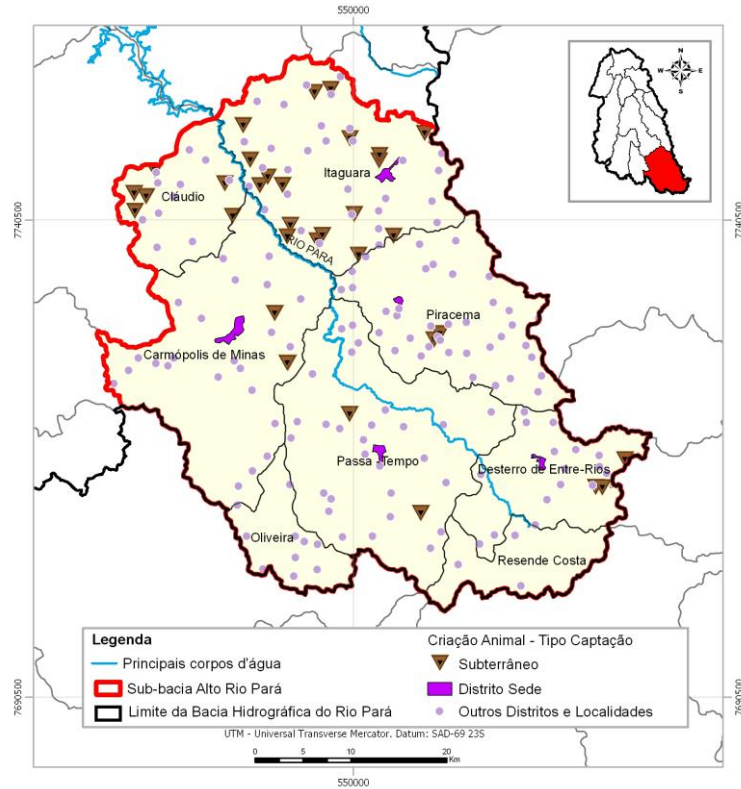 550000
N
W E
S
7740500
7740500
Itaguara
Cláudio
RIO PARA
Piracema
Carmópolis de Minas
Passa -Tempo
Desterro de Entre-Rios
Oliveira
Resende Costa
7690500
7690500
Legenda
Principais corpos d'água
Sub-bacia Alto Rio Pará
Limite da Bacia Hidrográfica do Rio Pará
Criação Animal - Tipo Captação
Subterrâneo
Distrito Sede
Outros Distritos e Localidades
UTM - Universal Transverse Mercator. Datum: SAD-69 23S
0 5 10 20
Km
550000